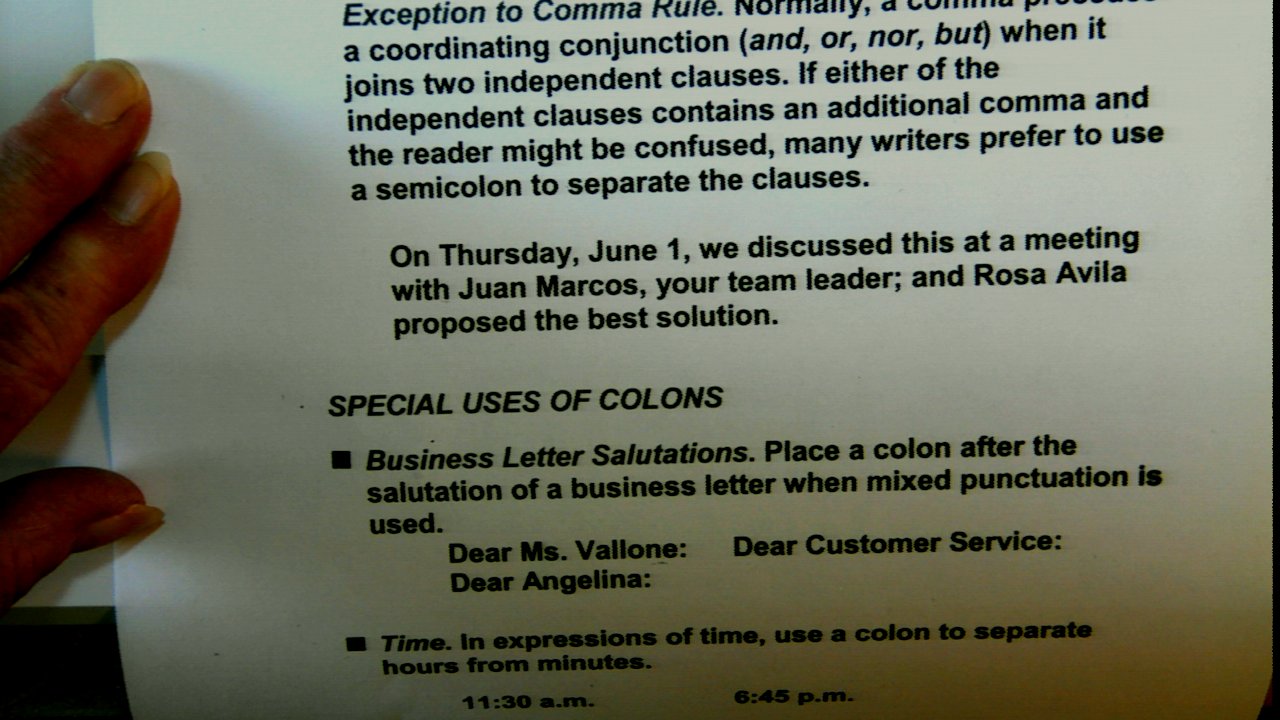 Exception to Comma Rule. Normally, a comma precedes
a coordinating conjunction (and, or, nor, but) when it
joins two independent clauses. If either of the
independent clauses contains an additional comma and
the reader might be confused, many writers prefer to use
a semicolon to separate the clauses.
On Thursday, June 1, we discussed this at a meeting
with Juan Marcos, your team leader; and Rosa Avila
proposed the best solution.
SPECIAL USES OF COLONS
■ Business Letter Salutations. Place a colon after the
salutation of a business letter when mixed punctuation is
used.
Dear Ms. Vallone: Dear Customer Service:
Dear Angelina:
■ Time. In expressions of time, use a colon to separate
hours from minutes.
11:30 a.m. 6:45 p.m.